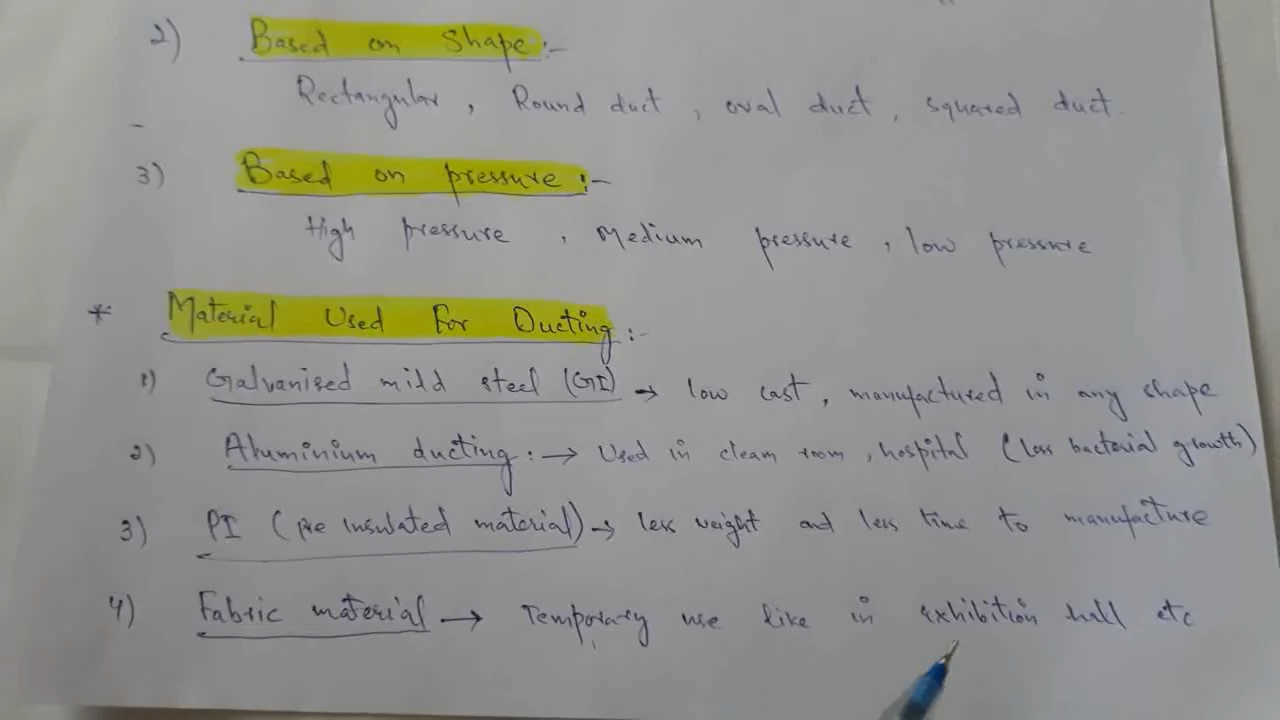 2) Based on shape:-
Rectangular, Round duct, oval duct, squared duct.
3) Based on pressure:-
High pressure, Medium pressure, low pressure
* Material Used For Ducting:-
1) Galvanised mild steel (GI) → low cast, manufactured in any shape
2) Aluminium ducting:→ Used in clean room, hospital (less bacterial growth)
3) PI (pre insulated material) → less weight and less time to manufacture
4) Fabric material → Temporary use like in exhibition hall etc